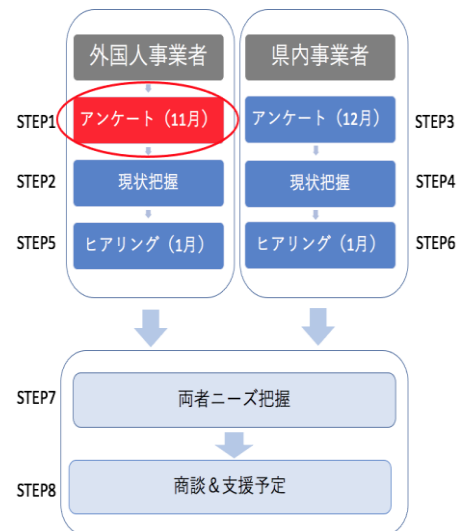 外国人事業者
県内事業者
STEP1
アンケート（11月）
アンケート（12月）
STEP3
STEP2
現状把握
現状把握
STEP4
STEP5
ヒアリング（1月）
ヒアリング（1月）
STEP6
STEP7
両者ニーズ把握
STEP8
商談＆支援予定